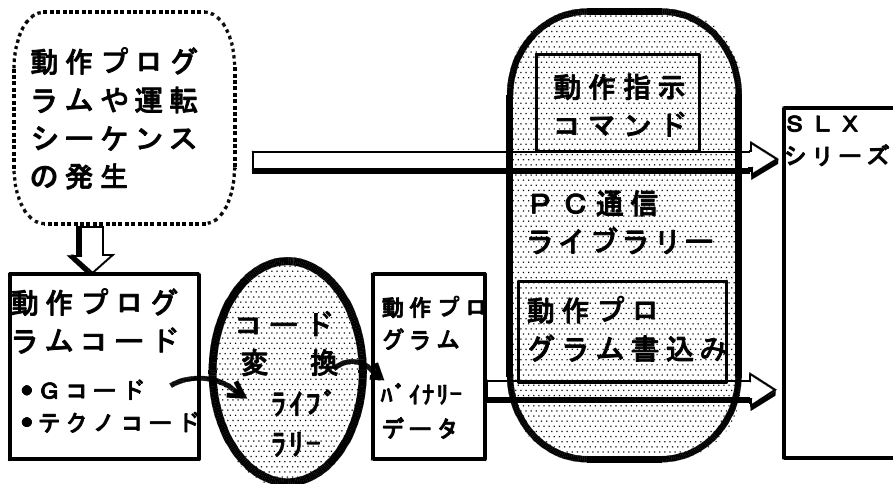 動作プログ
ラムや運転
シーケンス
の発生
動作指示
コマンド
ＰＣ通信
ライブラリー
動作プロ
グラム書込み
ＳＬＸ
シリーズ
動作プログ
ラムコード
●Ｇコード
●テクノコード
コード
変　換
ﾗｲﾌﾞ
ﾗﾘｰ
動作プロ
グラム
ﾊﾞｲﾅﾘｰ
データ